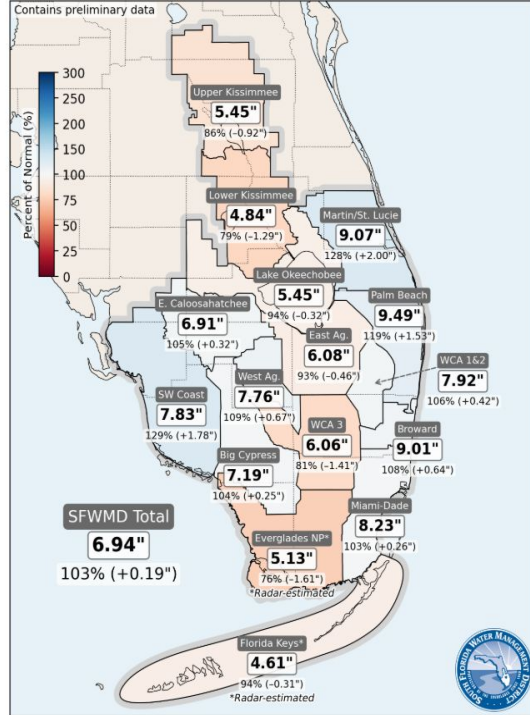 Contains preliminary data
300
250
200
150
100
75
50
25
0
Percent of Normal (%)
Upper Kissimmee
5.45"
86% (−0.92")
Lower Kissimmee
4.84"
79% (−1.29")
Martin/St. Lucie
9.07"
128% (+2.00")
Lake Okeechobee
5.45"
94% (−0.32")
Palm Beach
9.49"
119% (+1.53")
E. Caloosahatchee
6.91"
105% (+0.32")
East Ag.
6.08"
93% (−0.46")
WCA 1&2
7.92"
106% (+0.42")
West Ag.
7.76"
109% (+0.67")
SW Coast
7.83"
129% (+1.78")
WCA 3
6.06"
81% (−1.41")
Broward
9.01"
108% (+0.64")
Big Cypress
7.19"
104% (+0.25")
Miami-Dade
8.23"
103% (+0.26")
SFWMD Total
6.94"
103% (+0.19")
Everglades NP*
5.13"
76% (−1.61")
*Radar-estimated
Florida Keys*
4.61"
94% (−0.31")
*Radar-estimated
SOUTH FLORIDA WATER MANAGEMENT DISTRICT